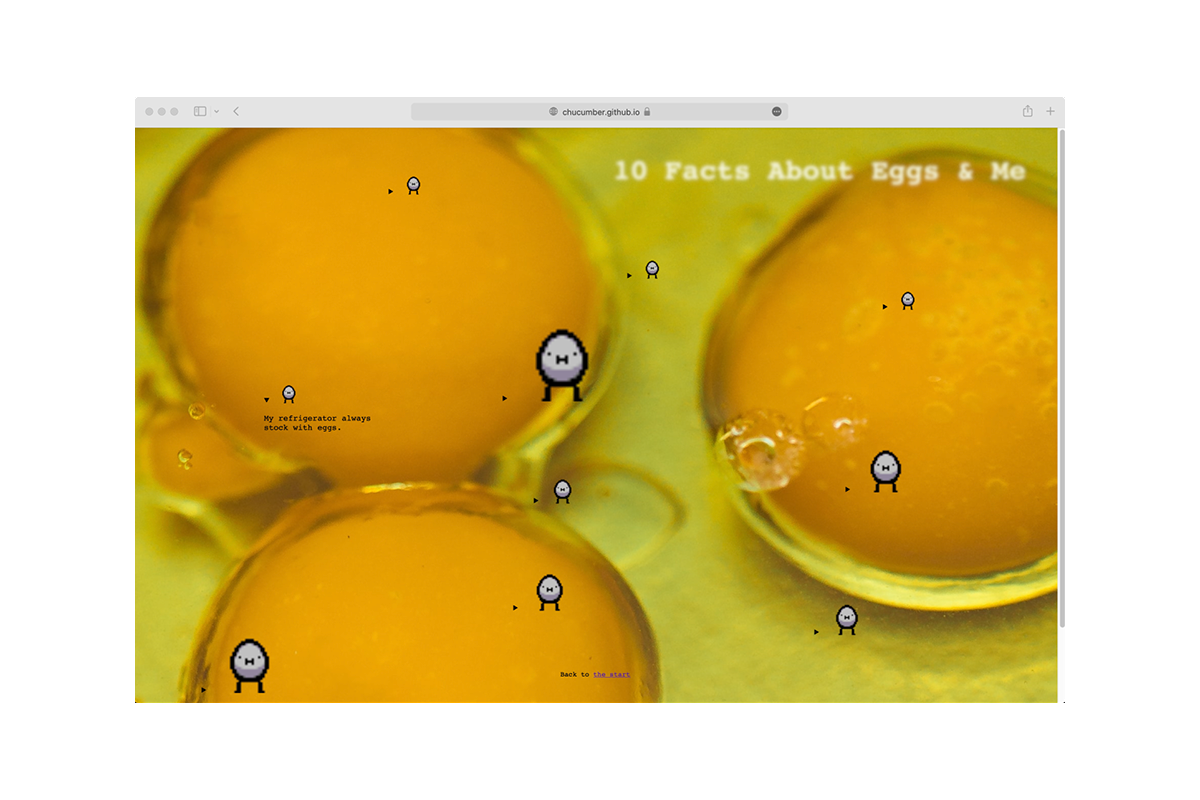 chucumber.github.io
10 Facts About Eggs & Me
My refrigerator always
stock with eggs.
Back to the start